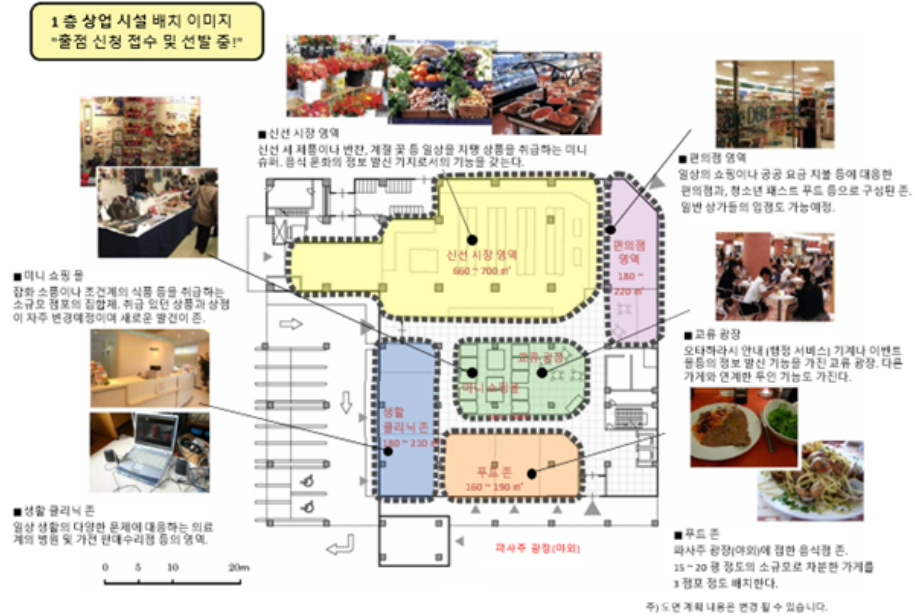 1 층 상업 시설 배치 이미지
"출점 신청 접수 및 선발 중!"
■신선 시장 영역
신선 세 제품이나 반찬, 계절 꽃 등 일상을 지탱 상품을 취급하는 미니
슈퍼. 음식 문화의 정보 발신 기지로서의 기능을 갖는다.
■편의점 영역
일상의 쇼핑이나 공공 요금 지불 등에 대응한
편의점과, 청소년 패스트 푸드 등으로 구성된 존.
일반 상가들의 입점도 가능예정.
신선 시장 영역
660 ~ 700 ㎡
편의점
영역
180 ~
220 ㎡
■미니 쇼핑 몰
잡화 소품이나 조건계의 식품 등을 취급하는
소규모 점포의 집합체. 취급 있던 상품과 상점
이 자주 변경예정이며 새로운 발견이 존.
■교류 광장
오타하라시 안내 (행정 서비스) 기계나 이벤트
물등의 정보 발신 기능을 가진 교류 광장. 다른
가게와 연계한 투인 기능도 가진다.
교류 광장
미니 쇼핑몰
생활
클리닉 존
180 ~ 210 ㎡
푸드 존
160 ~ 190 ㎡
■생활 클리닉 존
일상 생활의 다양한 문제에 대응하는 의료
계의 병원 및 가전 판매수리점 등의 영역.
파사주 광장(야외)
■푸드 존
파사주 광장(야외)에 접한 음식점 존.
15 ~ 20 평 정도의 소규모로 차분한 가게를
3 점포 정도 배치한다.
0 5 10 20m
주) 도면 계획 내용은 변경 될 수 있습니다.